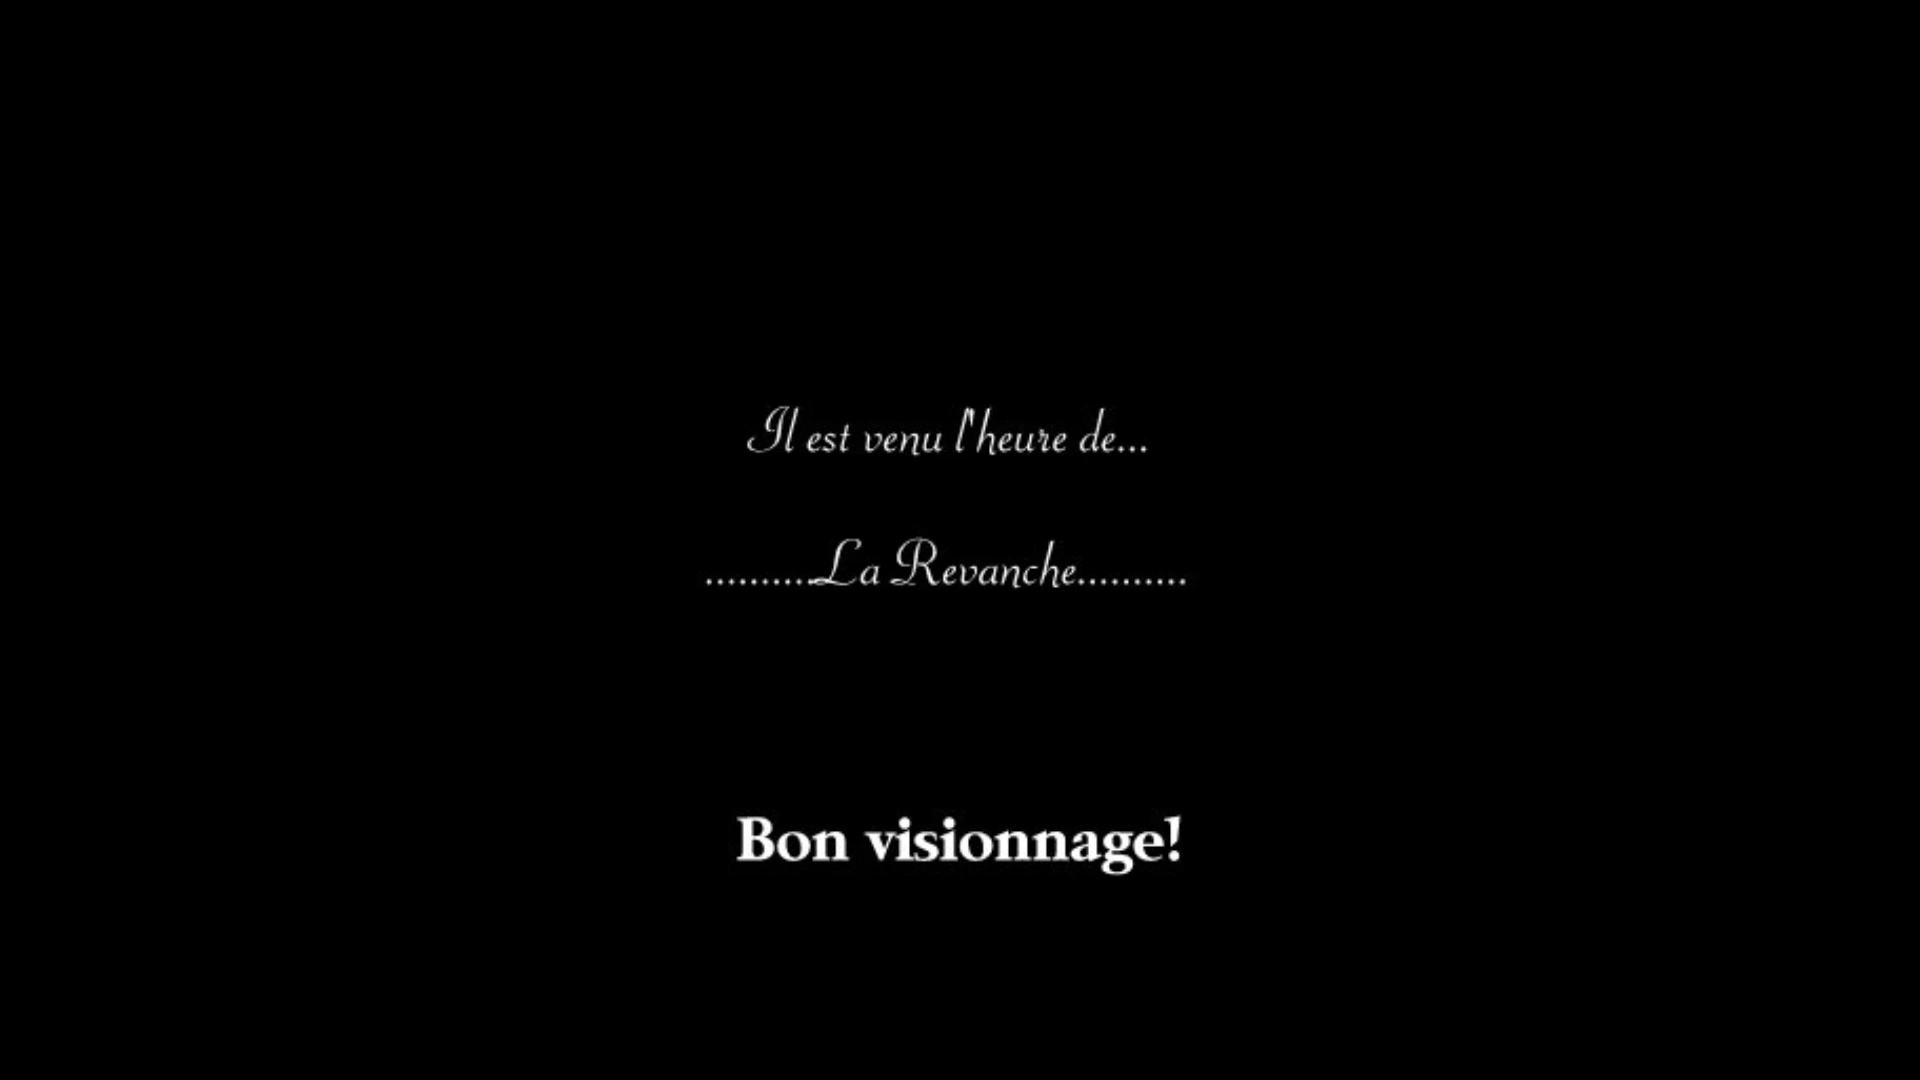 Il est venu l'heure de...
..........La Revanche..........
Bon visionnage!